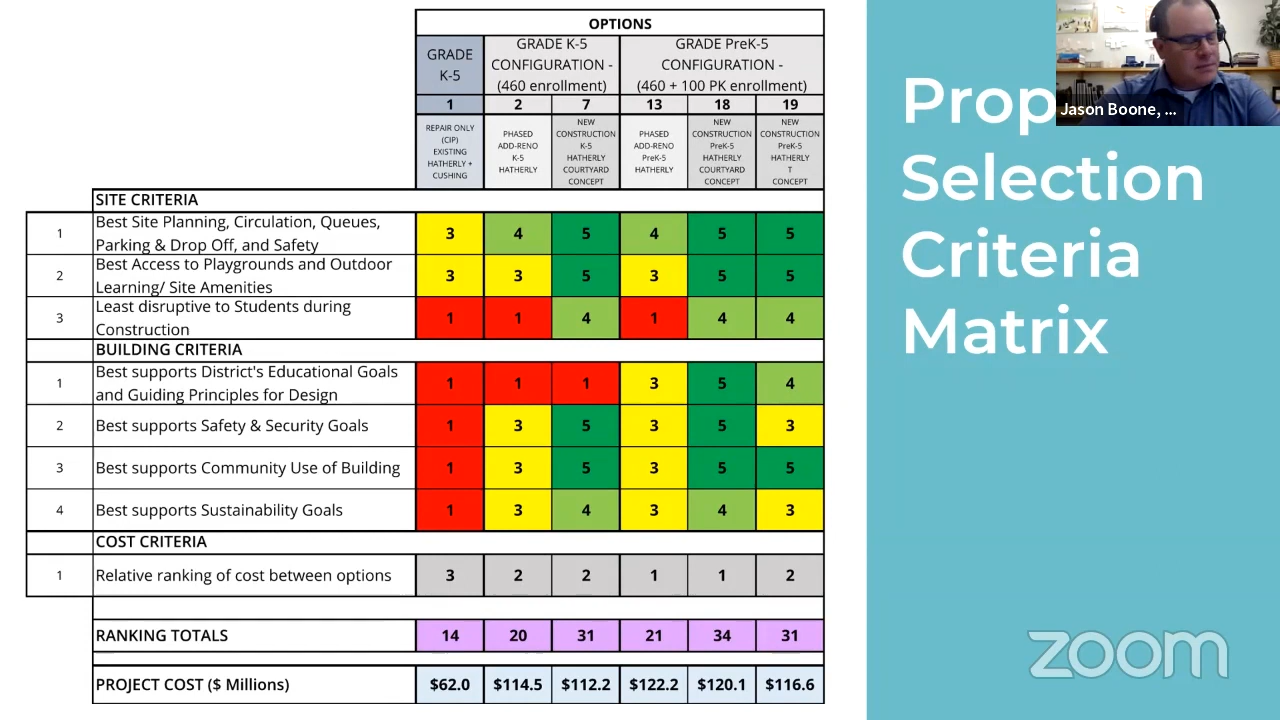 OPTIONS
GRADE K-5
GRADE K-5 CONFIGURATION - (460 enrollment)
GRADE PreK-5 CONFIGURATION - (460 + 100 PK enrollment)
1 2 7 13 18 19
REPAIR ONLY (CIP) EXISTING HATHERLY + CUSHING
PHASED ADD-RENO K-5 HATHERLY
NEW CONSTRUCTION K-5 HATHERLY COURTYARD CONCEPT
PHASED ADD-RENO PreK-5 HATHERLY
NEW CONSTRUCTION PreK-5 HATHERLY COURTYARD CONCEPT
NEW CONSTRUCTION PreK-5 HATHERLY T CONCEPT
SITE CRITERIA
1 Best Site Planning, Circulation, Queues, Parking & Drop Off, and Safety 3 4 5 4 5 5
2 Best Access to Playgrounds and Outdoor Learning/ Site Amenities 3 3 5 3 5 5
3 Least disruptive to Students during Construction 1 1 4 1 4 4
BUILDING CRITERIA
1 Best supports District's Educational Goals and Guiding Principles for Design 1 1 1 3 5 4
2 Best supports Safety & Security Goals 1 3 5 3 5 3
3 Best supports Community Use of Building 1 3 5 3 5 5
4 Best supports Sustainability Goals 1 3 4 3 4 3
COST CRITERIA
1 Relative ranking of cost between options 3 2 2 1 1 2
RANKING TOTALS 14 20 31 21 34 31
PROJECT COST ($ Millions) $62.0 $114.5 $112.2 $122.2 $120.1 $116.6
Prop
Selection
Criteria
Matrix
Jason Boone, ...
zoom